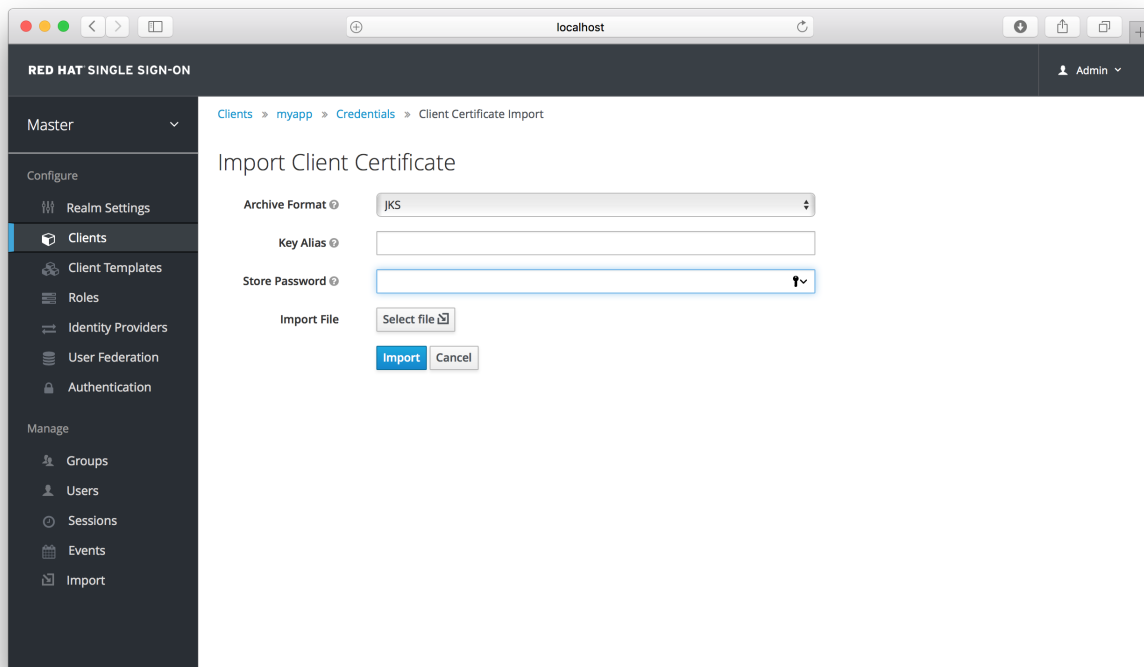 localhost
RED HAT SINGLE SIGN-ON
Admin
Master
Clients » myapp » Credentials » Client Certificate Import
Import Client Certificate
Configure
Realm Settings
Clients
Client Templates
Roles
Identity Providers
User Federation
Authentication
Manage
Groups
Users
Sessions
Events
Import
Archive Format
JKS
Key Alias
Store Password
Import File
Select file
Import
Cancel